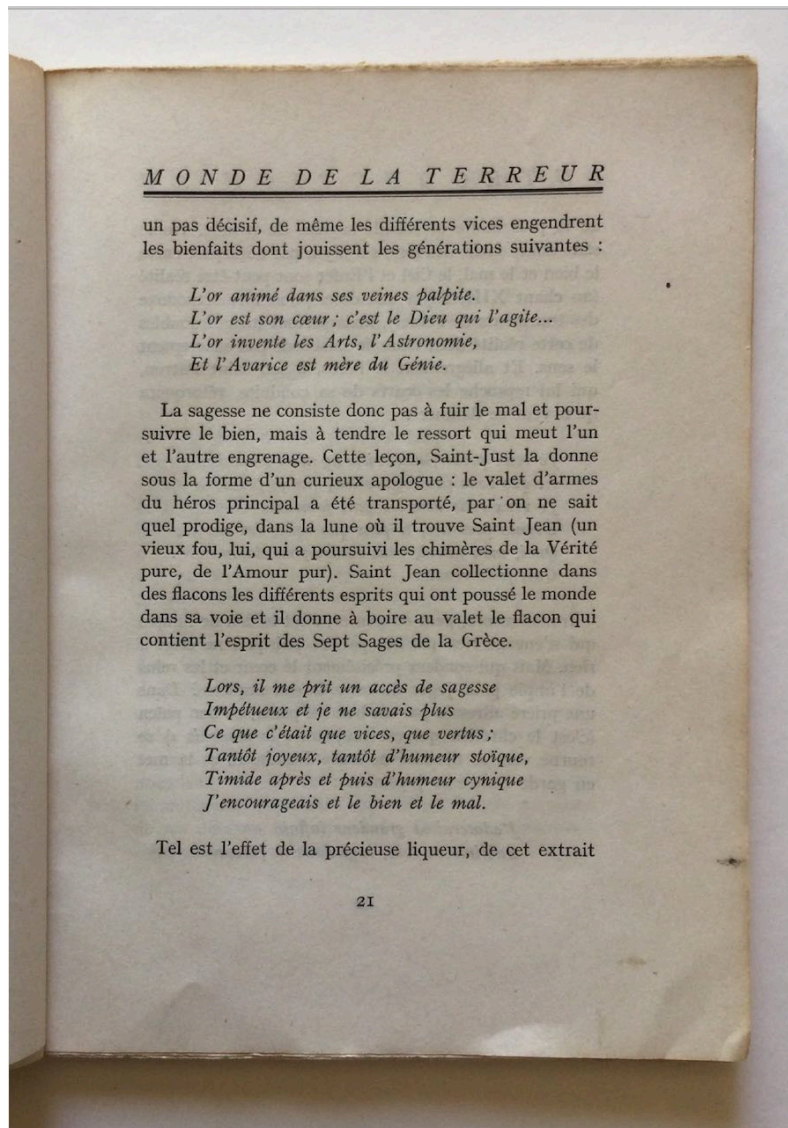 MONDE DE LA TERREUR
un pas décisif, de même les différents vices engendrent
les bienfaits dont jouissent les générations suivantes :
L'or animé dans ses veines palpite.
L'or est son cœur ; c'est le Dieu qui l'agite...
L'or invente les Arts, l'Astronomie,
Et l'Avarice est mère du Génie.
La sagesse ne consiste donc pas à fuir le mal et pour-
suivre le bien, mais à tendre le ressort qui meut l'un
et l'autre engrenage. Cette leçon, Saint-Just la donne
sous la forme d'un curieux apologue : le valet d'armes
du héros principal a été transporté, par on ne sait
quel prodige, dans la lune où il trouve Saint Jean (un
vieux fou, lui, qui a poursuivi les chimères de la Vérité
pure, de l'Amour pur). Saint Jean collectionne dans
des flacons les différents esprits qui ont poussé le monde
dans sa voie et il donne à boire au valet le flacon qui
contient l'esprit des Sept Sages de la Grèce.
Lors, il me prit un accès de sagesse
Impétueux et je ne savais plus
Ce que c'était que vices, que vertus ;
Tantôt joyeux, tantôt d'humeur stoïque,
Timide après et puis d'humeur cynique
J'encourageais et le bien et le mal.
Tel est l'effet de la précieuse liqueur, de cet extrait
21